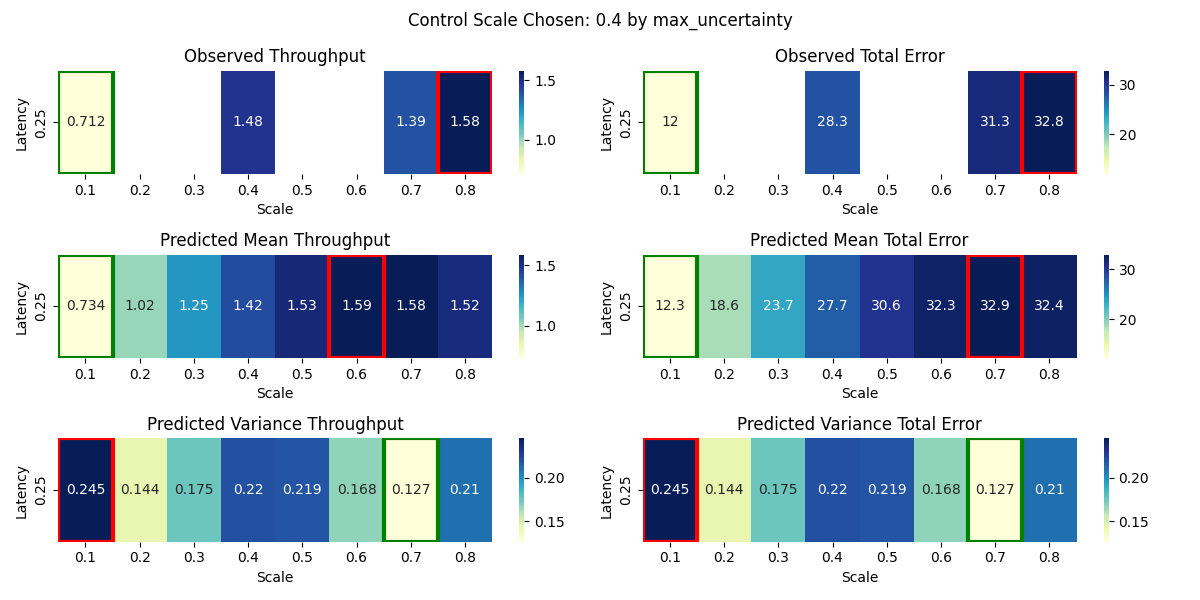 Control Scale Chosen: 0.4 by max_uncertainty
Observed Throughput
Latency
0.25
0.712 1.48 1.39 1.58
0.1 0.2 0.3 0.4 0.5 0.6 0.7 0.8
Scale
1.5
1.0
Observed Total Error
Latency
0.25
12 28.3 31.3 32.8
0.1 0.2 0.3 0.4 0.5 0.6 0.7 0.8
Scale
30
20
Predicted Mean Throughput
Latency
0.25
0.734 1.02 1.25 1.42 1.53 1.59 1.58 1.52
0.1 0.2 0.3 0.4 0.5 0.6 0.7 0.8
Scale
1.5
1.0
Predicted Mean Total Error
Latency
0.25
12.3 18.6 23.7 27.7 30.6 32.3 32.9 32.4
0.1 0.2 0.3 0.4 0.5 0.6 0.7 0.8
Scale
30
20
Predicted Variance Throughput
Latency
0.25
0.245 0.144 0.175 0.22 0.219 0.168 0.127 0.21
0.1 0.2 0.3 0.4 0.5 0.6 0.7 0.8
Scale
0.20
0.15
Predicted Variance Total Error
Latency
0.25
0.245 0.144 0.175 0.22 0.219 0.168 0.127 0.21
0.1 0.2 0.3 0.4 0.5 0.6 0.7 0.8
Scale
0.20
0.15